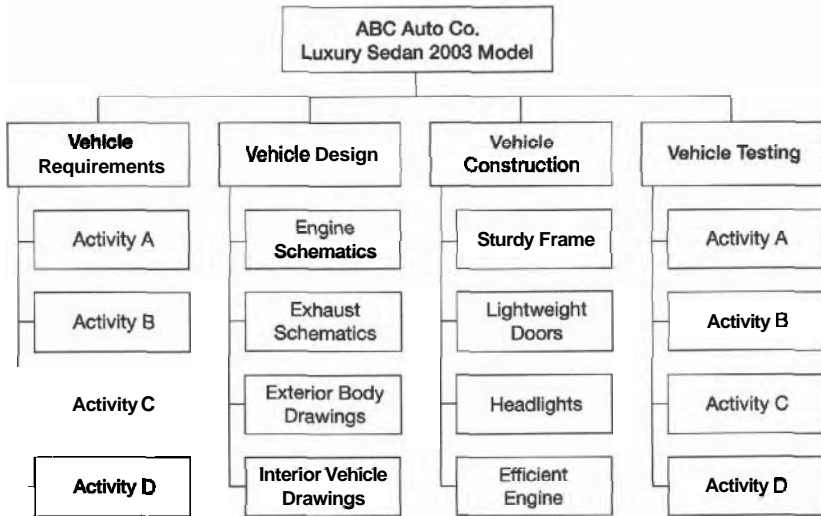 ABC Auto Co.
Luxury Sedan 2003 Model
Vehicle
Requirements
Activity A
Activity B
Activity C
Activity D
Vehicle Design
Engine
Schematics
Exhaust
Schematics
Exterior Body
Drawings
Interior Vehicle
Drawings
Vehicle
Construction
Sturdy Frame
Lightweight
Doors
Headlights
Efficient
Engine
Vehicle Testing
Activity A
Activity B
Activity C
Activity D